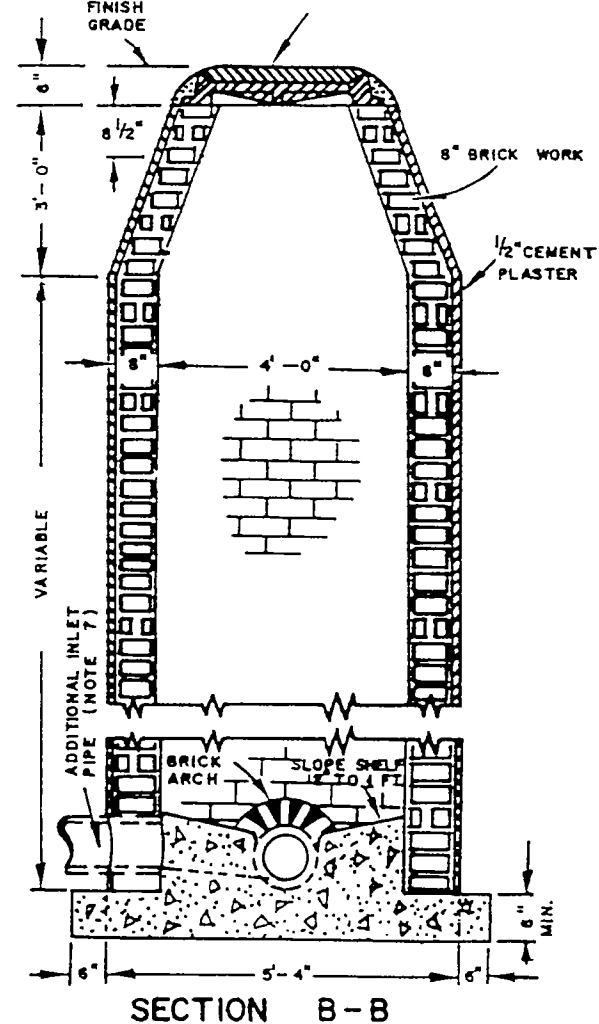 FINISH
GRADE
6"
8 1/2"
3'-0"
8" BRICK WORK
1/2" CEMENT
PLASTER
8"
4'-0"
8"
VARIABLE
ADDITIONAL INLET
PIPE (NOTE 7)
BRICK
ARCH
SLOPE SHELF
TO 1 FT
6"
MIN.
6"
5'-4"
6"
SECTION B-B